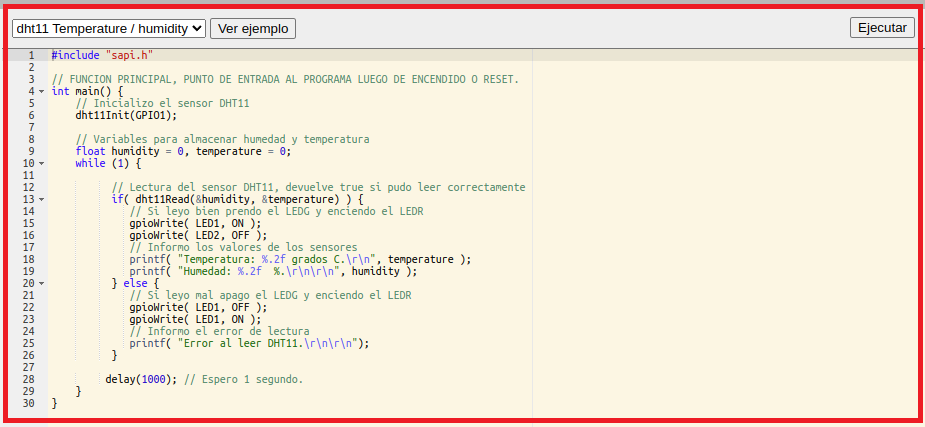 dht11 Temperature / humidity Ver ejemplo Ejecutar
1 #include "sapi.h"
2
3 // FUNCION PRINCIPAL, PUNTO DE ENTRADA AL PROGRAMA LUEGO DE ENCENDIDO O RESET.
4 int main() {
5 // Inicializo el sensor DHT11
6 dht11Init(GPIO1);
7
8 // Variables para almacenar humedad y temperatura
9 float humidity = 0, temperature = 0;
10 while (1) {
11
12 // Lectura del sensor DHT11, devuelve true si pudo leer correctamente
13 if( dht11Read(&humidity, &temperature) ) {
14 // Si leyo bien prendo el LEDG y enciendo el LEDR
15 gpioWrite( LED1, ON );
16 gpioWrite( LED2, OFF );
17 // Informo los valores de los sensores
18 printf( "Temperatura: %.2f grados C.\r\n", temperature );
19 printf( "Humedad: %.2f  %.\r\n\r\n", humidity );
20 } else {
21 // Si leyo mal apago el LEDG y enciendo el LEDR
22 gpioWrite( LED1, OFF );
23 gpioWrite( LED1, ON );
24 // Informo el error de lectura
25 printf( "Error al leer DHT11.\r\n\r\n");
26 }
27
28 delay(1000); // Espero 1 segundo.
29 }
30 }